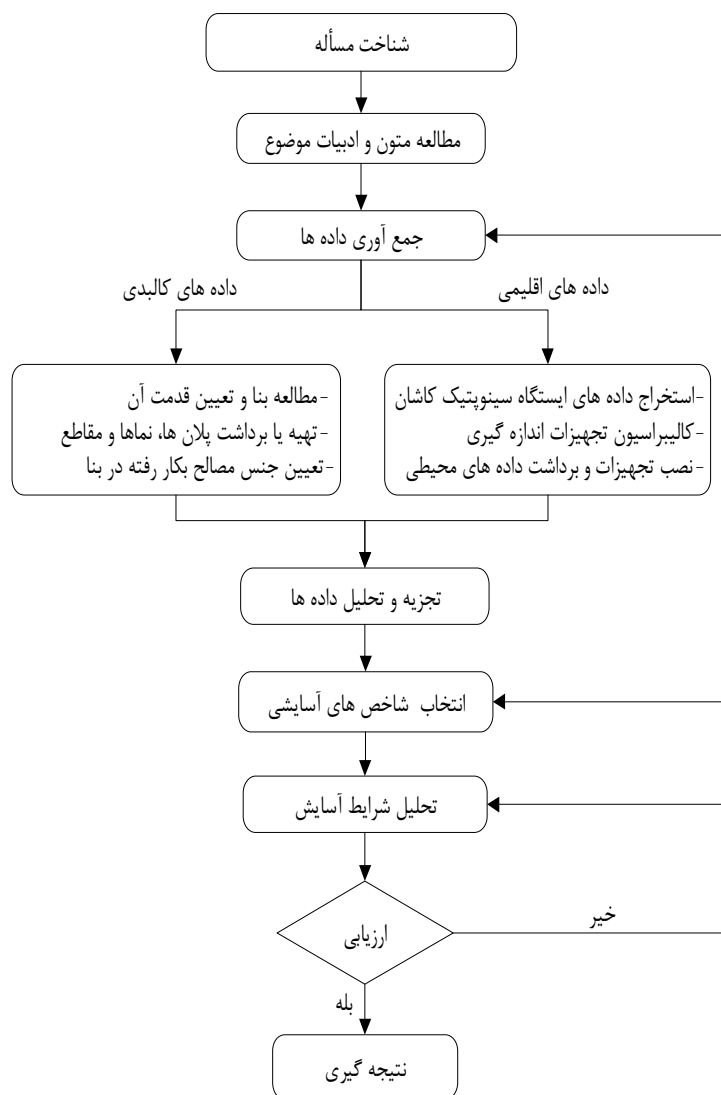 شناخت مسأله
مطالعه متون و ادبیات موضوع
جمع آوری داده ها
داده های اقلیمی
داده های کالبدی
-استخراج داده های ایستگاه سینوپتیک کاشان
-کالیبراسیون تجهیزات اندازه گیری
-نصب تجهیزات و برداشت داده های محیطی
-مطالعه بنا و تعیین قدمت آن
-تهیه یا برداشت پلان ها، نماها و مقاطع
-تعیین جنس مصالح بکار رفته در بنا
تجزیه و تحلیل داده ها
انتخاب شاخص های آسایشی
تحلیل شرایط آسایش
ارزیابی
خیر
بله
نتیجه گیری